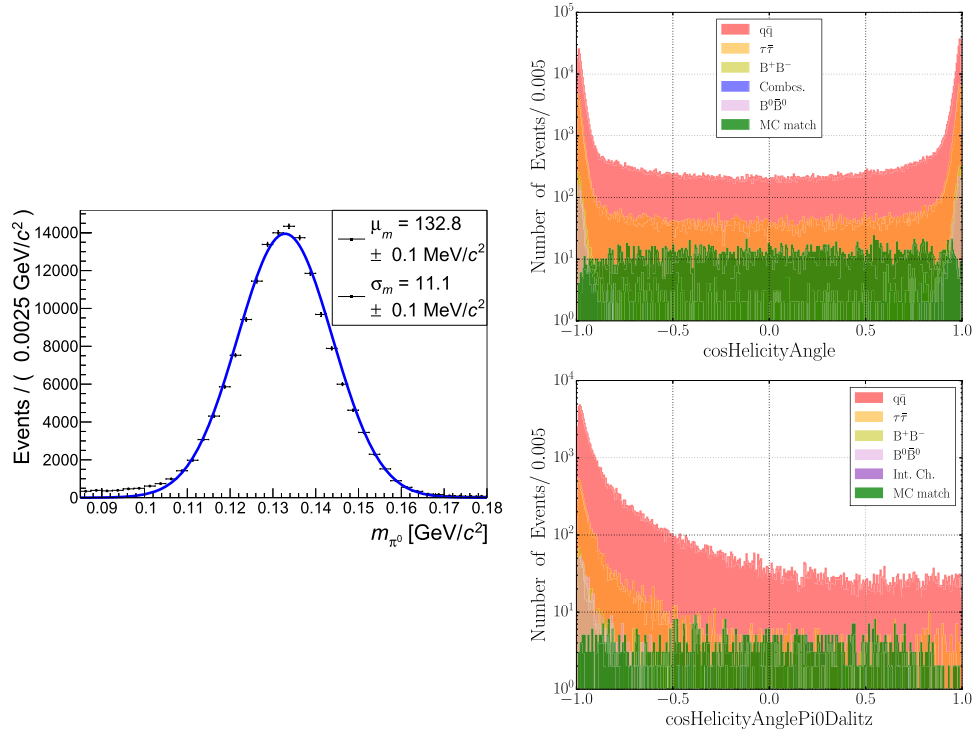 Events / ( 0.0025 GeV/c²)
14000
12000
10000
8000
6000
4000
2000
0
μₘ = 132.8
± 0.1 MeV/c²
σₘ = 11.1
± 0.1 MeV/c²
0.09 0.1 0.11 0.12 0.13 0.14 0.15 0.16 0.17 0.18
m_π⁰ [GeV/c²]
Number of Events/ 0.005
10⁵
10⁴
10³
10²
10¹
10⁰
qq̄
ττ̄
B⁺B⁻
Combcs.
B⁰B̄⁰
MC match
−1.0 −0.5 0.0 0.5 1.0
cosHelicityAngle
Number of Events/ 0.005
10⁴
10³
10²
10¹
10⁰
qq̄
ττ̄
B⁺B⁻
B⁰B̄⁰
Int. Ch.
MC match
−1.0 −0.5 0.0 0.5 1.0
cosHelicityAnglePi0Dalitz